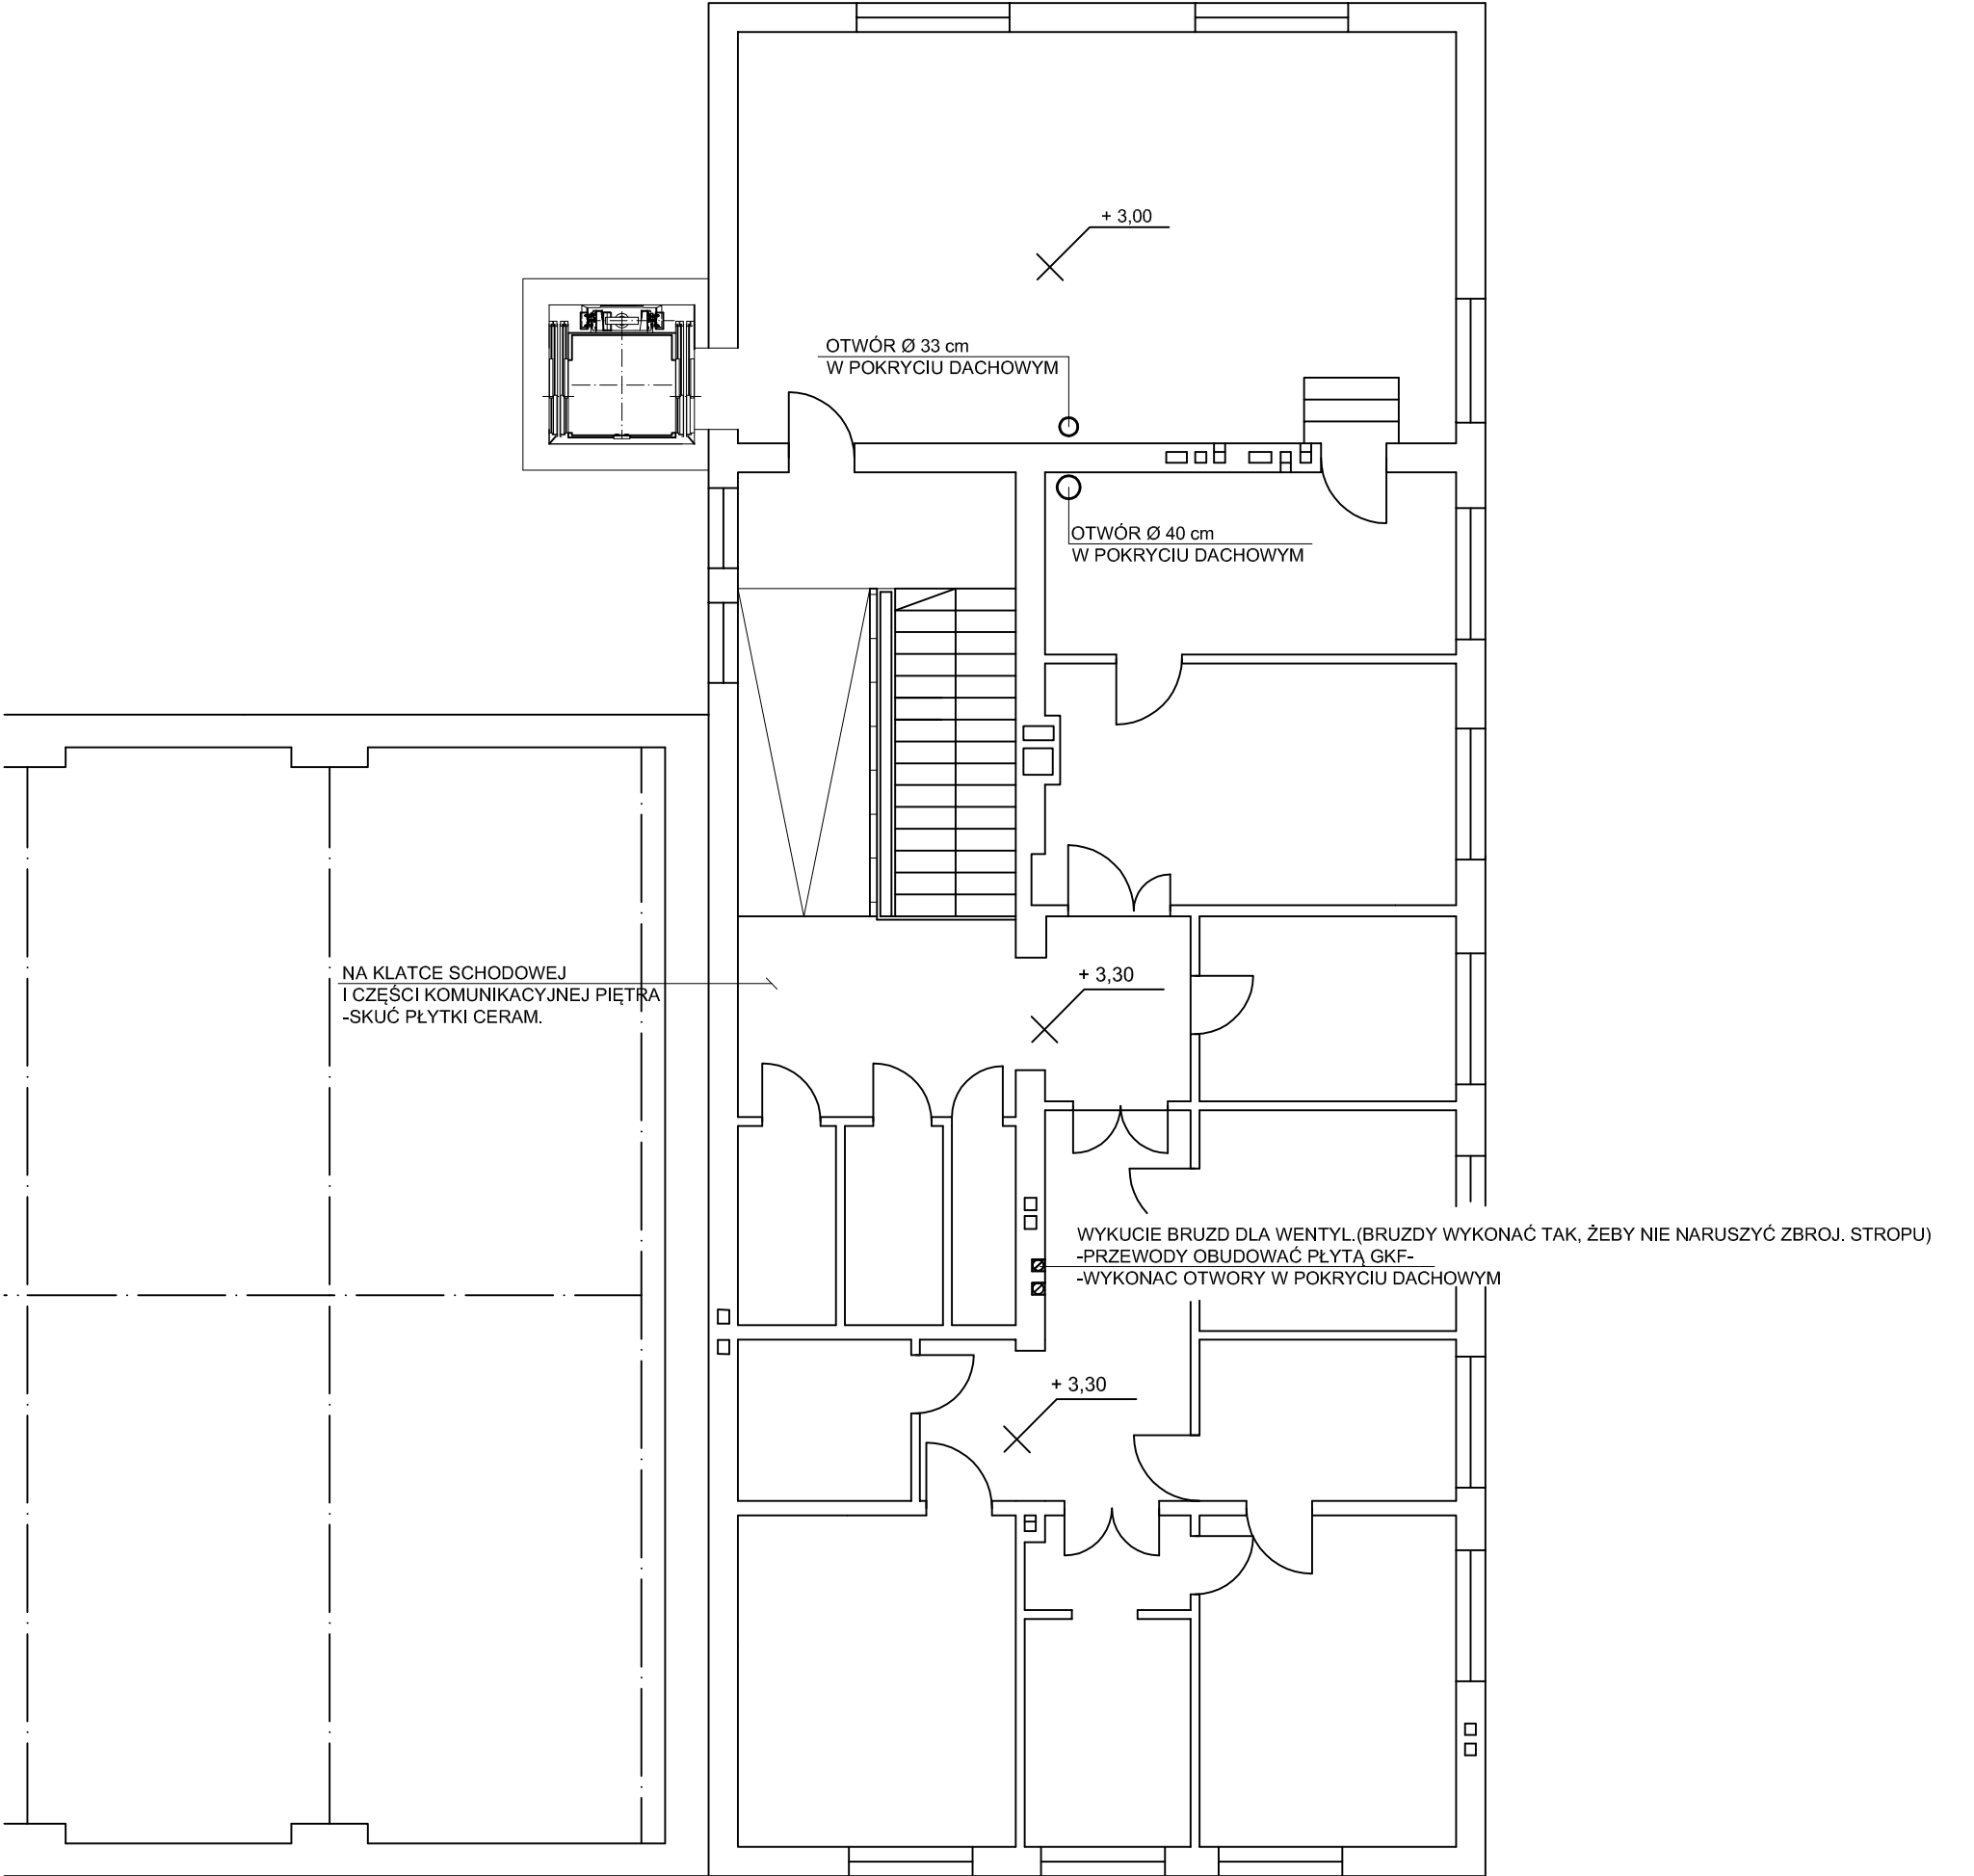 + 3,00
OTWÓR Ø 33 cm
W POKRYCIU DACHOWYM
OTWÓR Ø 40 cm
W POKRYCIU DACHOWYM
NA KLATCE SCHODOWEJ
I CZĘŚCI KOMUNIKACYJNEJ PIĘTRA
-SKUĆ PŁYTKI CERAM.
+ 3,30
WYKUCIE BRUZD DLA WENTYL.(BRUZDY WYKONAĆ TAK, ŻEBY NIE NARUSZYĆ ZBROJ. STROPU)
-PRZEWODY OBUDOWAĆ PŁYTĄ GKF-
-WYKONAC OTWORY W POKRYCIU DACHOWYM
+ 3,30